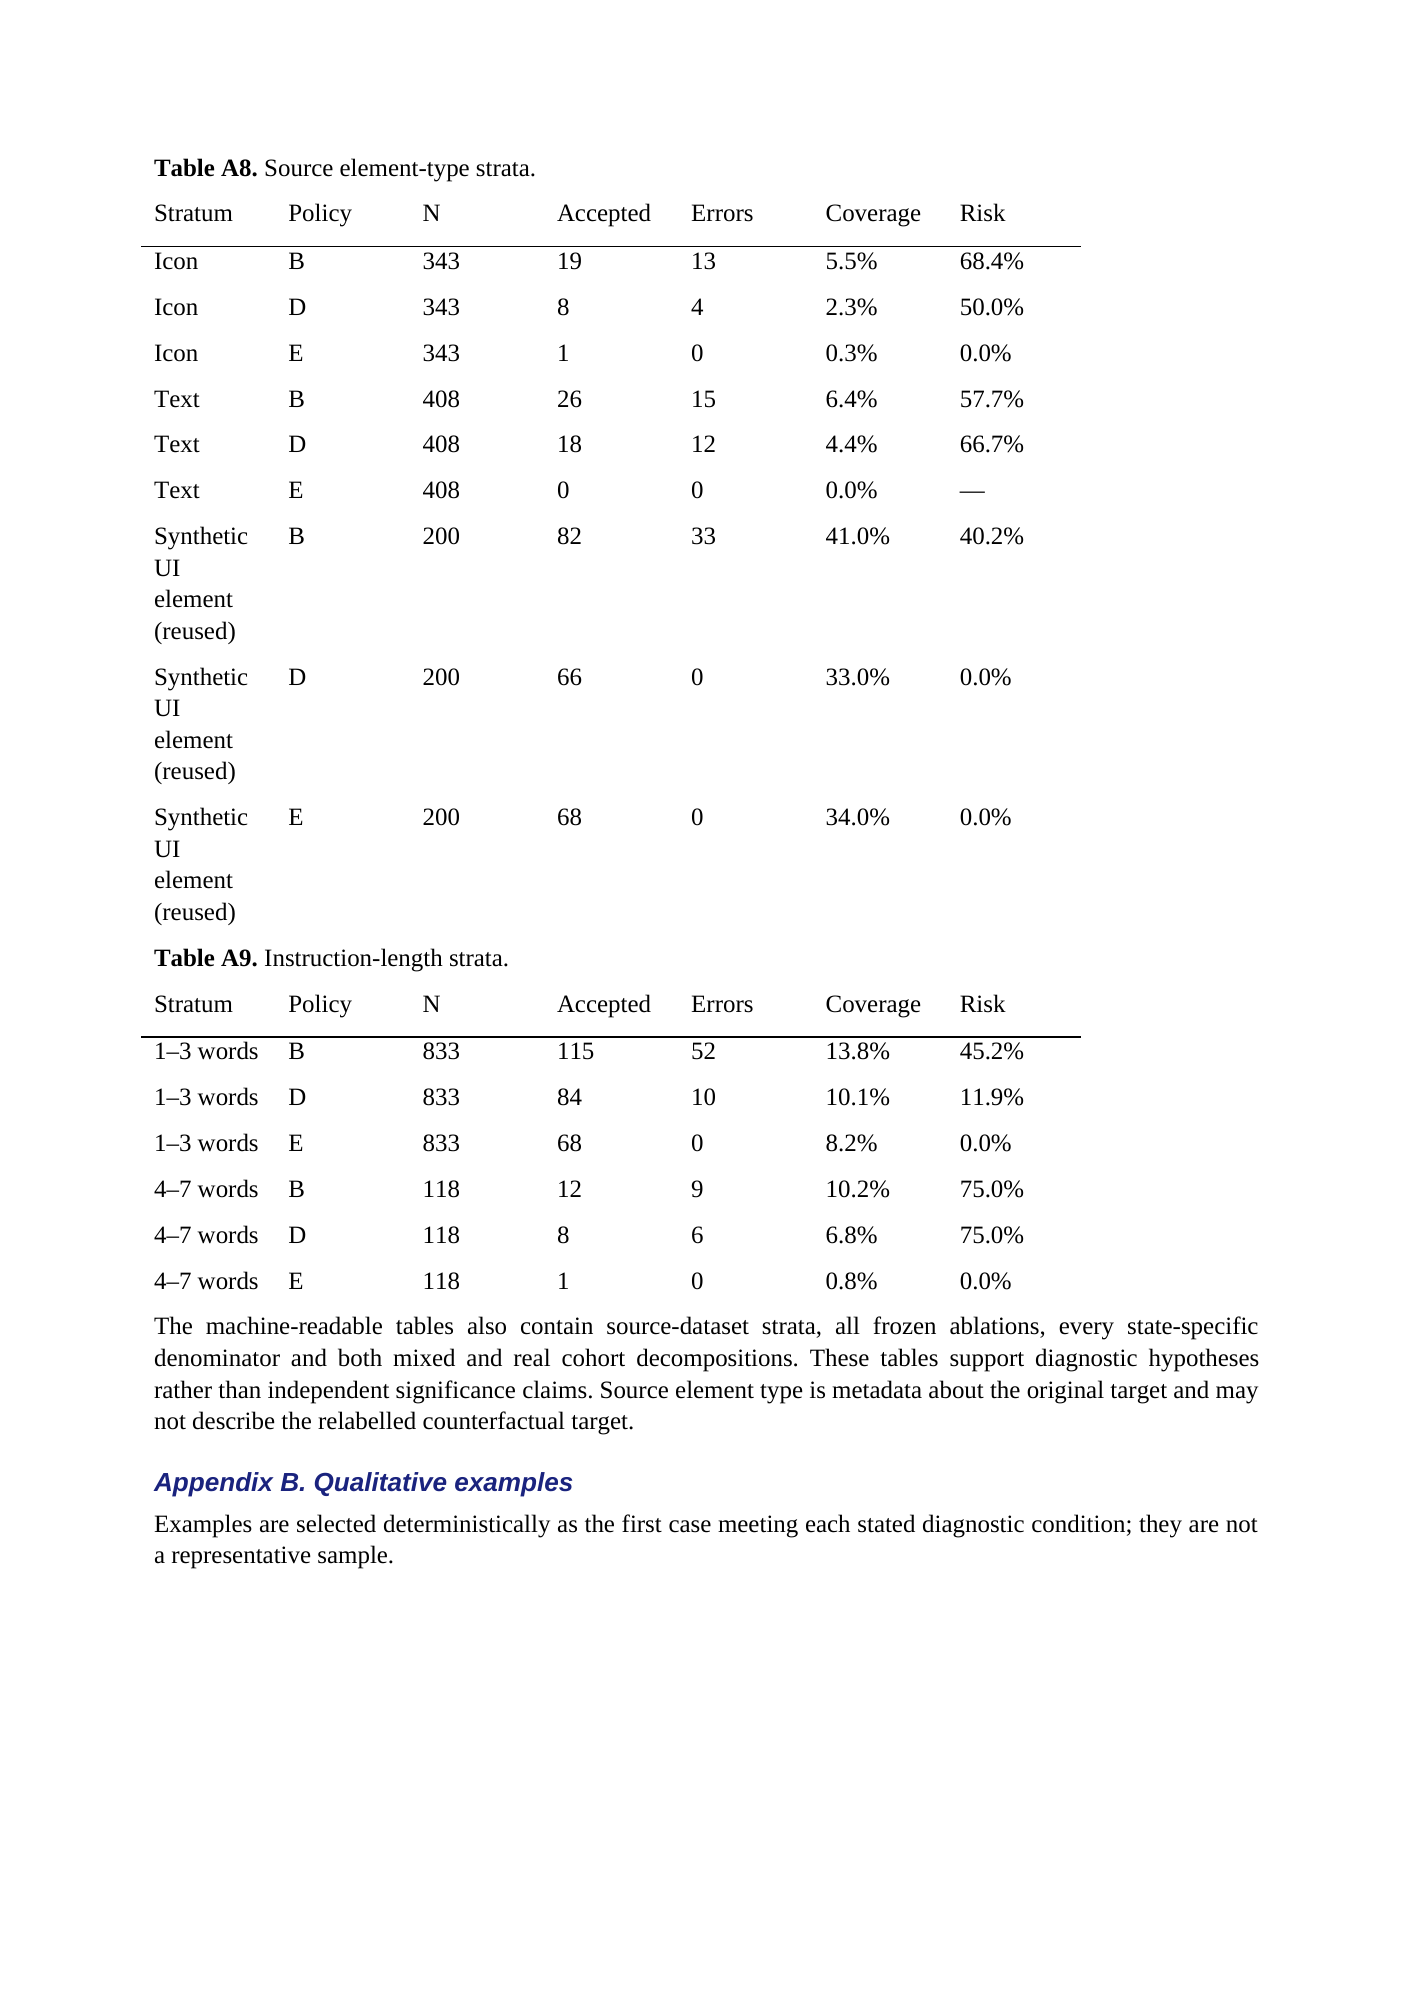 Table A8. Source element-type strata.
Stratum Policy N Accepted Errors Coverage Risk
Icon B 343 19 13 5.5% 68.4%
Icon D 343 8 4 2.3% 50.0%
Icon E 343 1 0 0.3% 0.0%
Text B 408 26 15 6.4% 57.7%
Text D 408 18 12 4.4% 66.7%
Text E 408 0 0 0.0% —
Synthetic B 200 82 33 41.0% 40.2%
UI
element
(reused)
Synthetic D 200 66 0 33.0% 0.0%
UI
element
(reused)
Synthetic E 200 68 0 34.0% 0.0%
UI
element
(reused)
Table A9. Instruction-length strata.
Stratum Policy N Accepted Errors Coverage Risk
1–3 words B 833 115 52 13.8% 45.2%
1–3 words D 833 84 10 10.1% 11.9%
1–3 words E 833 68 0 8.2% 0.0%
4–7 words B 118 12 9 10.2% 75.0%
4–7 words D 118 8 6 6.8% 75.0%
4–7 words E 118 1 0 0.8% 0.0%
The machine-readable tables also contain source-dataset strata, all frozen ablations, every state-specific
denominator and both mixed and real cohort decompositions. These tables support diagnostic hypotheses
rather than independent significance claims. Source element type is metadata about the original target and may
not describe the relabelled counterfactual target.
Appendix B. Qualitative examples
Examples are selected deterministically as the first case meeting each stated diagnostic condition; they are not
a representative sample.